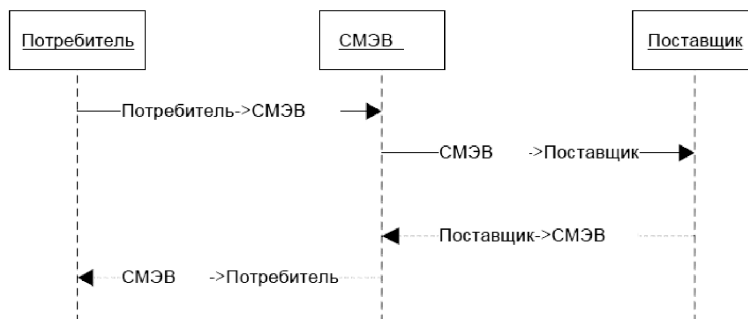 Потребитель
СМЭВ
Поставщик
Потребитель->СМЭВ
СМЭВ ->Поставщик
Поставщик->СМЭВ
СМЭВ ->Потребитель